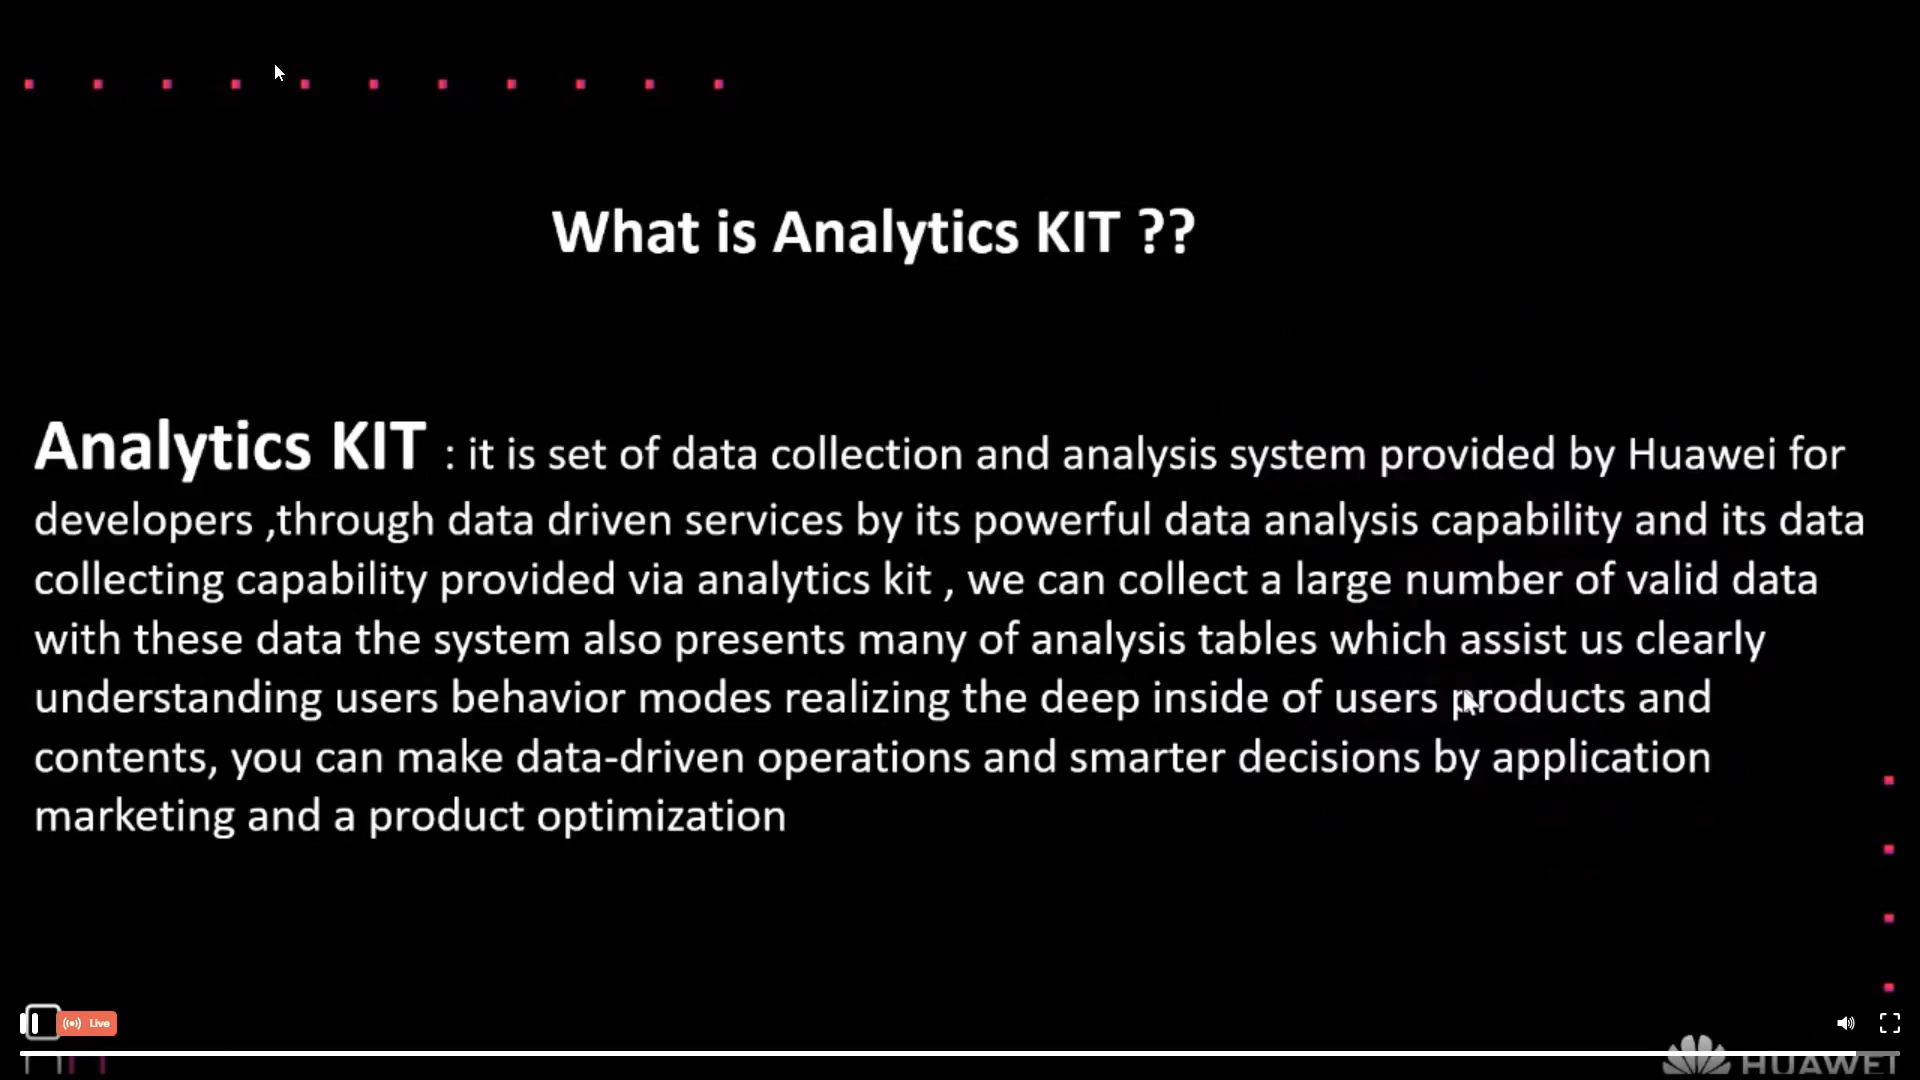 What is Analytics KIT ??
Analytics KIT : it is set of data collection and analysis system provided by Huawei for
developers ,through data driven services by its powerful data analysis capability and its data
collecting capability provided via analytics kit , we can collect a large number of valid data
with these data the system also presents many of analysis tables which assist us clearly
understanding users behavior modes realizing the deep inside of users products and
contents, you can make data-driven operations and smarter decisions by application
marketing and a product optimization
Live
HUAWEI